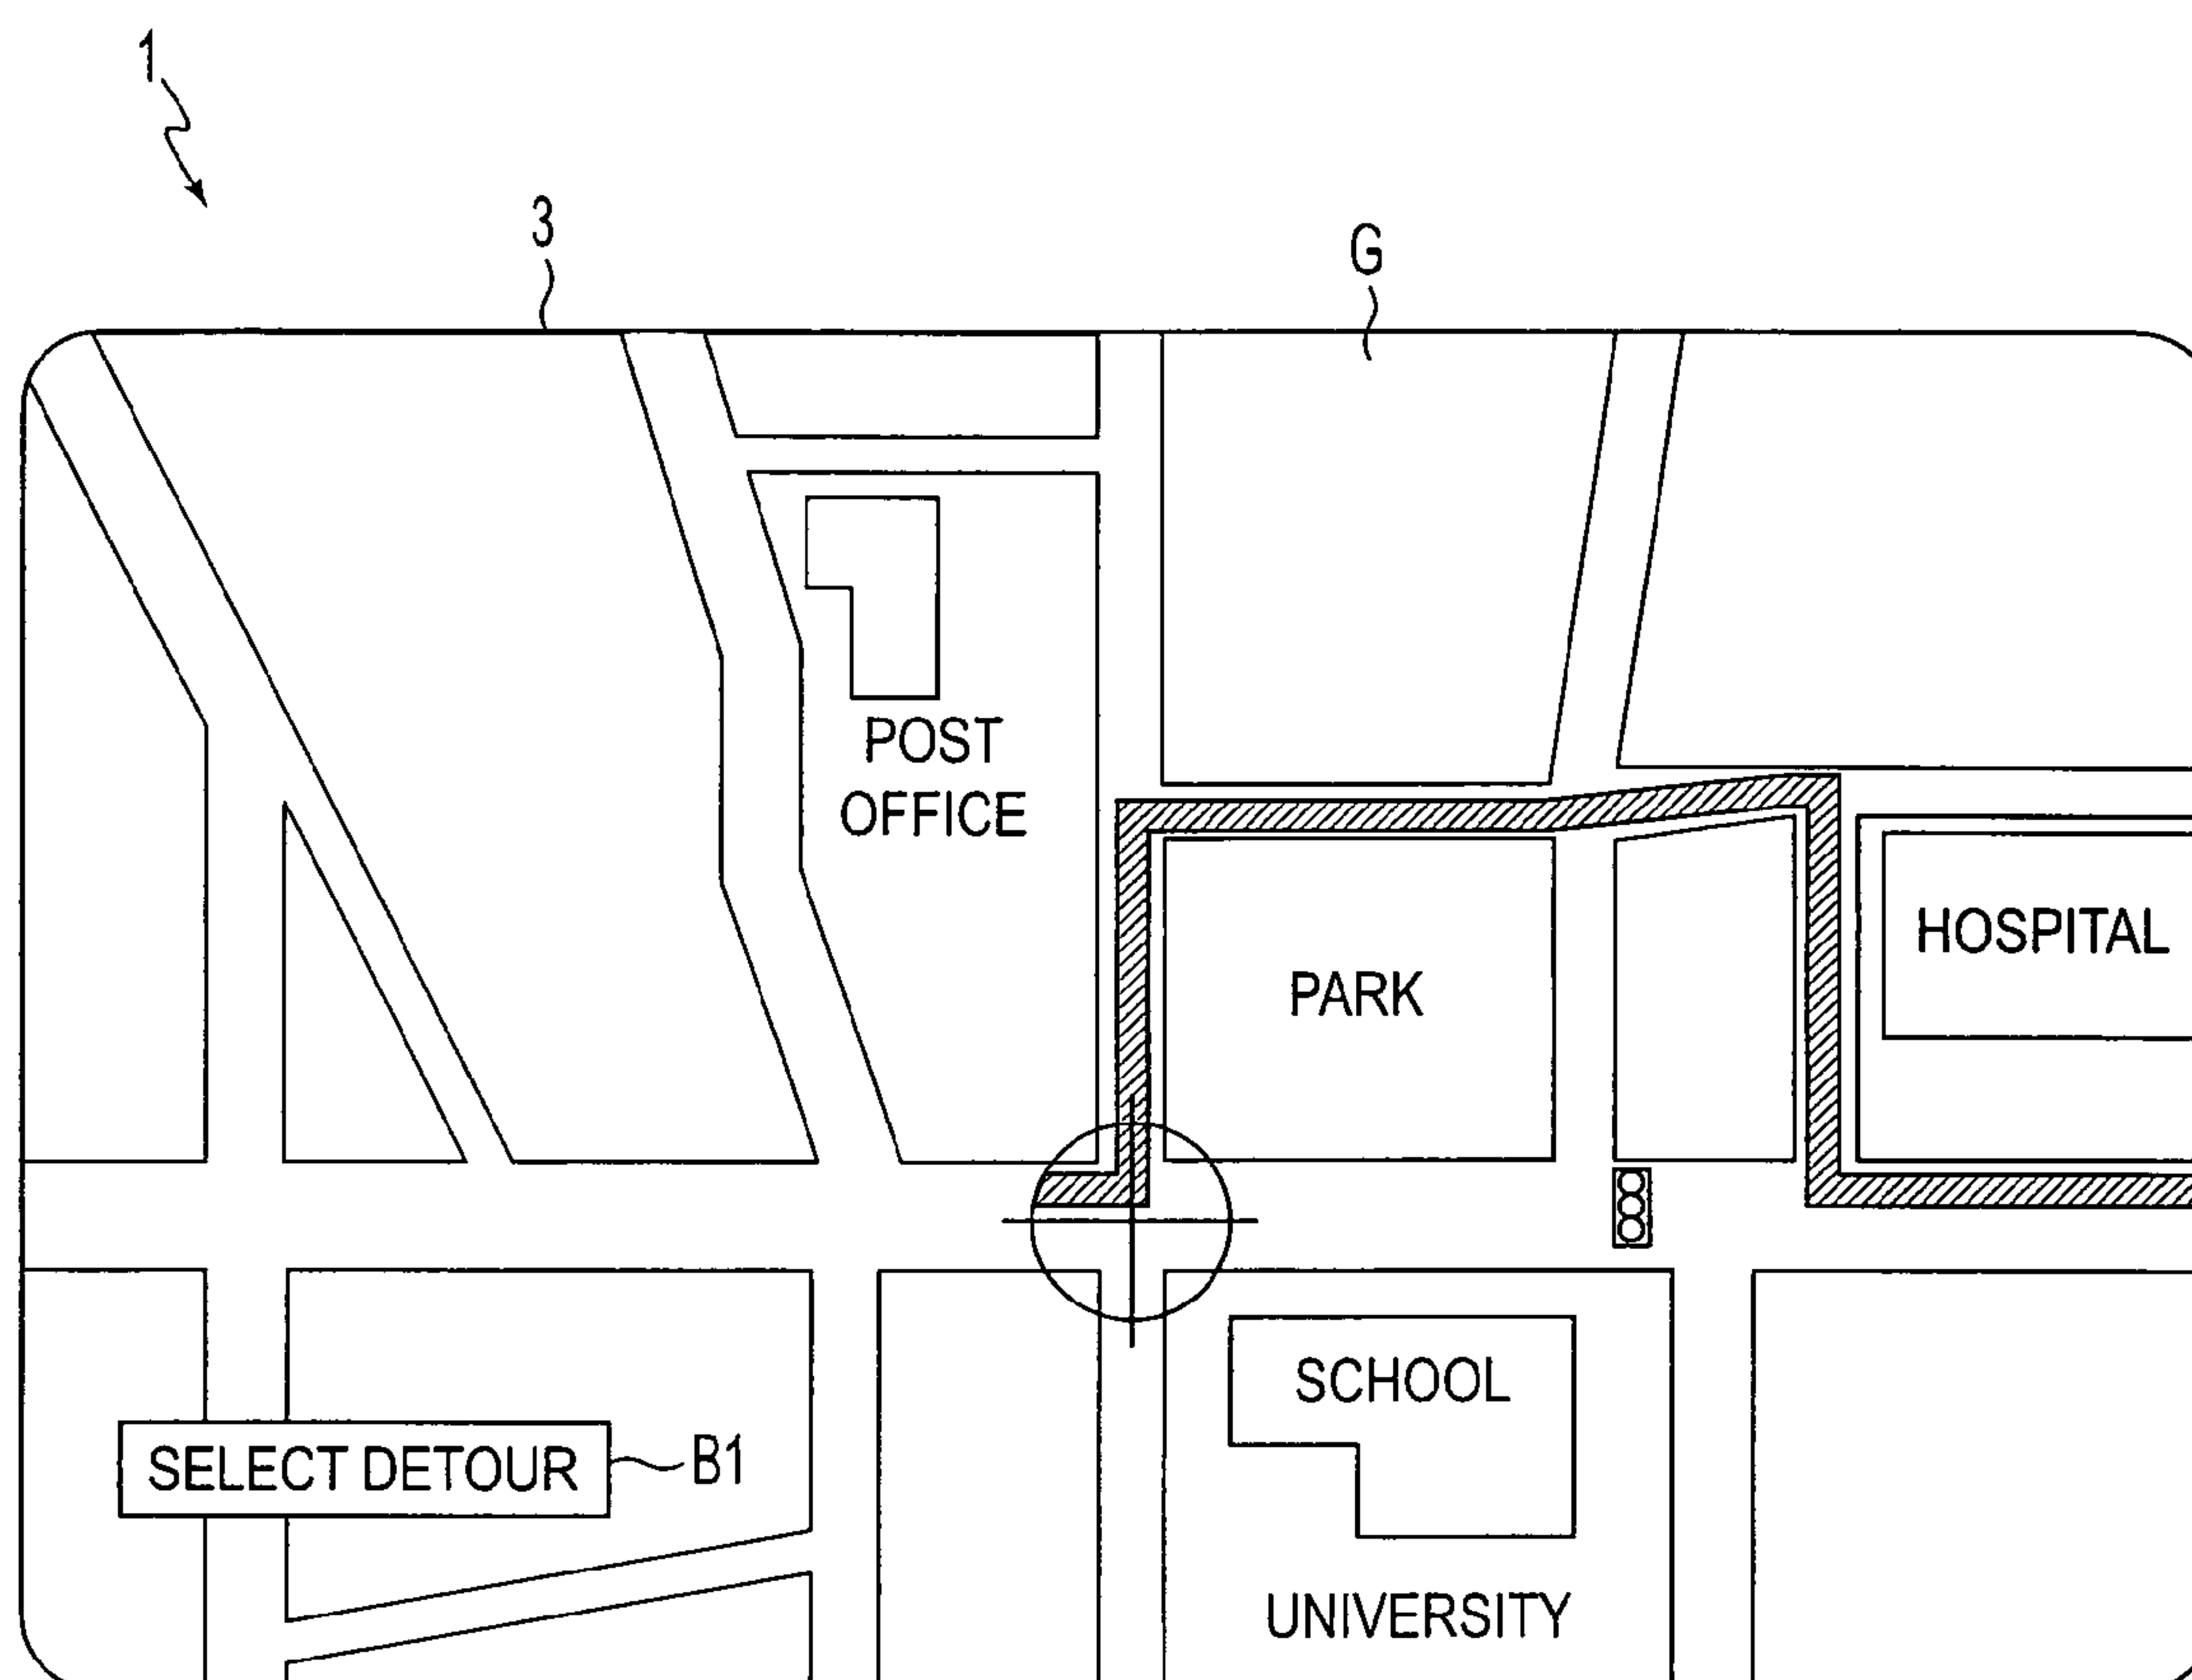 1
3
G
POST
OFFICE
HOSPITAL
PARK
SCHOOL
SELECT DETOUR
B1
UNIVERSITY